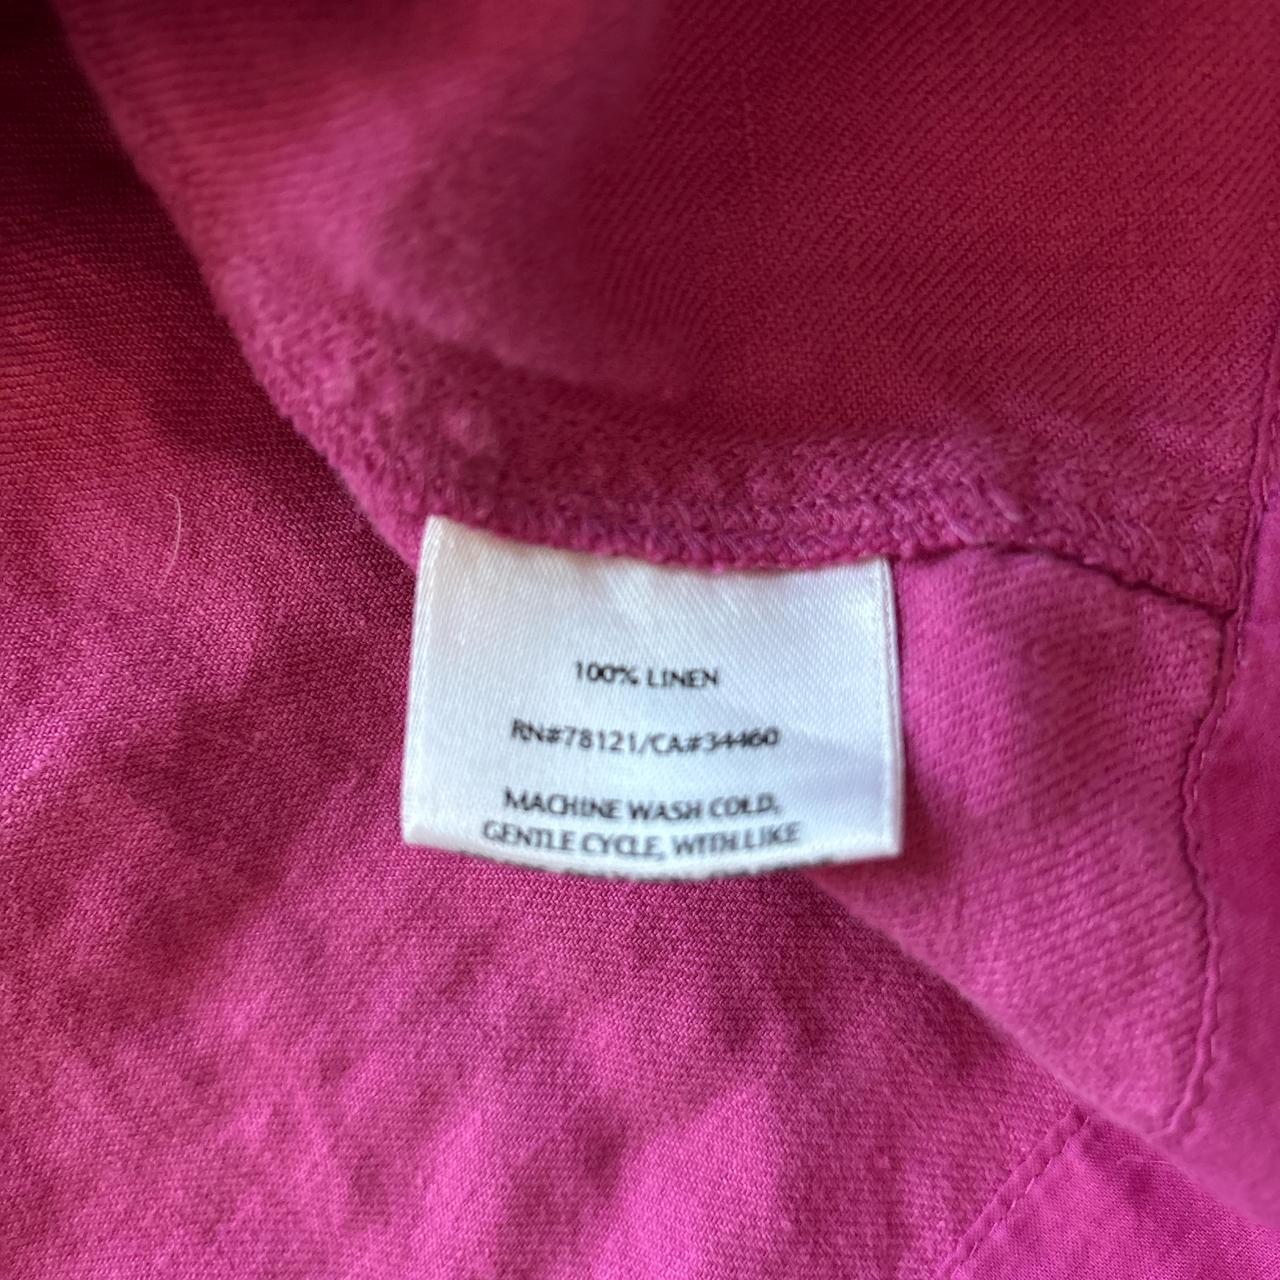 100% LINEN
RN#78121/CA#34460
MACHINE WASH COLD,
GENTLE CYCLE, WITH LIKE